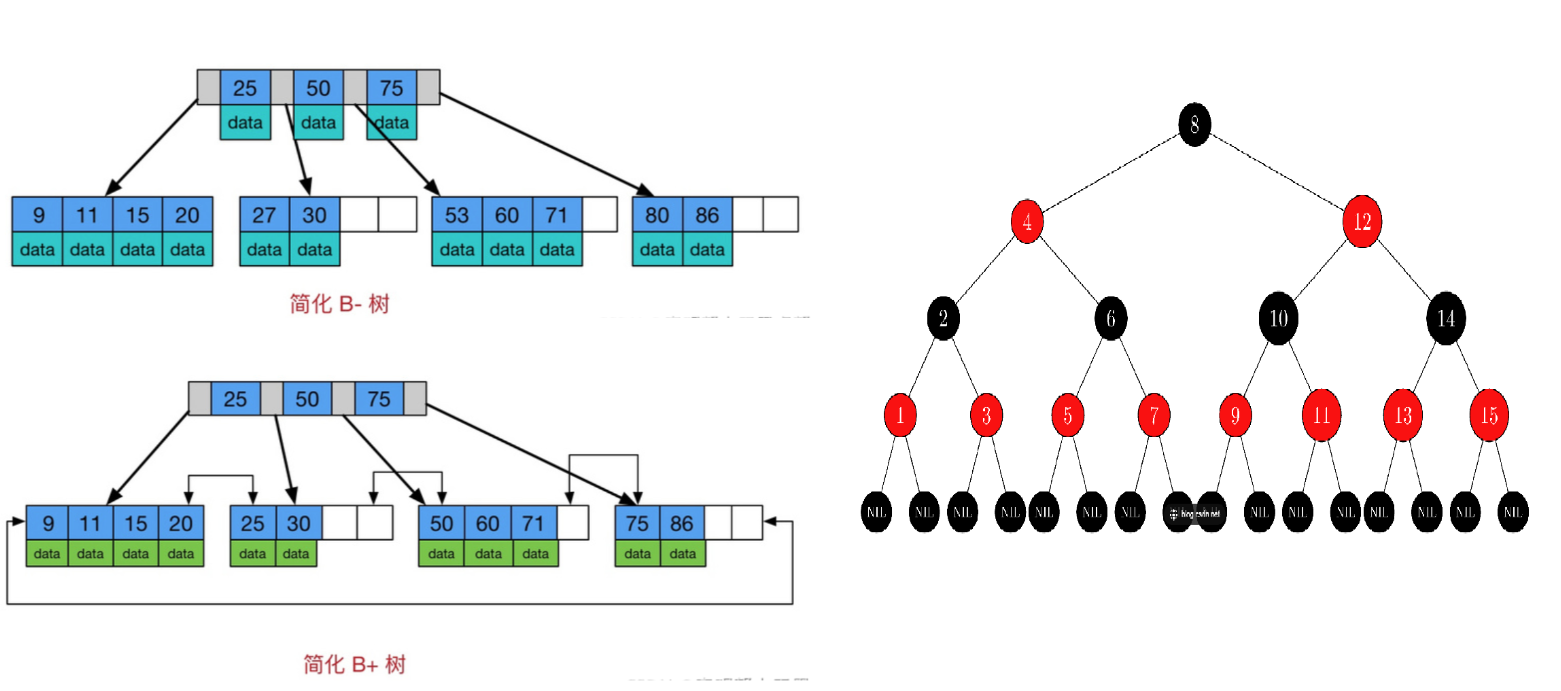 25 50 75
data data data
9 11 15 20 27 30 53 60 71 80 86
data data data data data data data data data data data
简化 B- 树
25 50 75
9 11 15 20 25 30 50 60 71 75 86
data data data data data data data data data data data
简化 B+ 树
8
4 12
2 6 10 14
1 3 5 7 9 11 13 15
NIL NIL NIL NIL NIL NIL NIL blog.csdn.net NIL NIL NIL NIL NIL NIL NIL